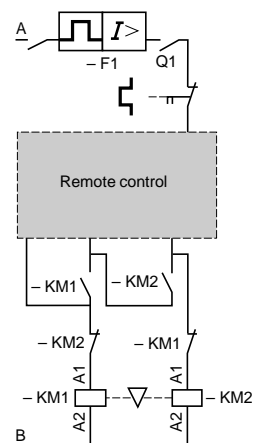 A
I >
– F1
Q1
n
Remote control
– KM1
– KM2
– KM2
– KM1
A1
A1
– KM1
– KM2
A2
A2
B